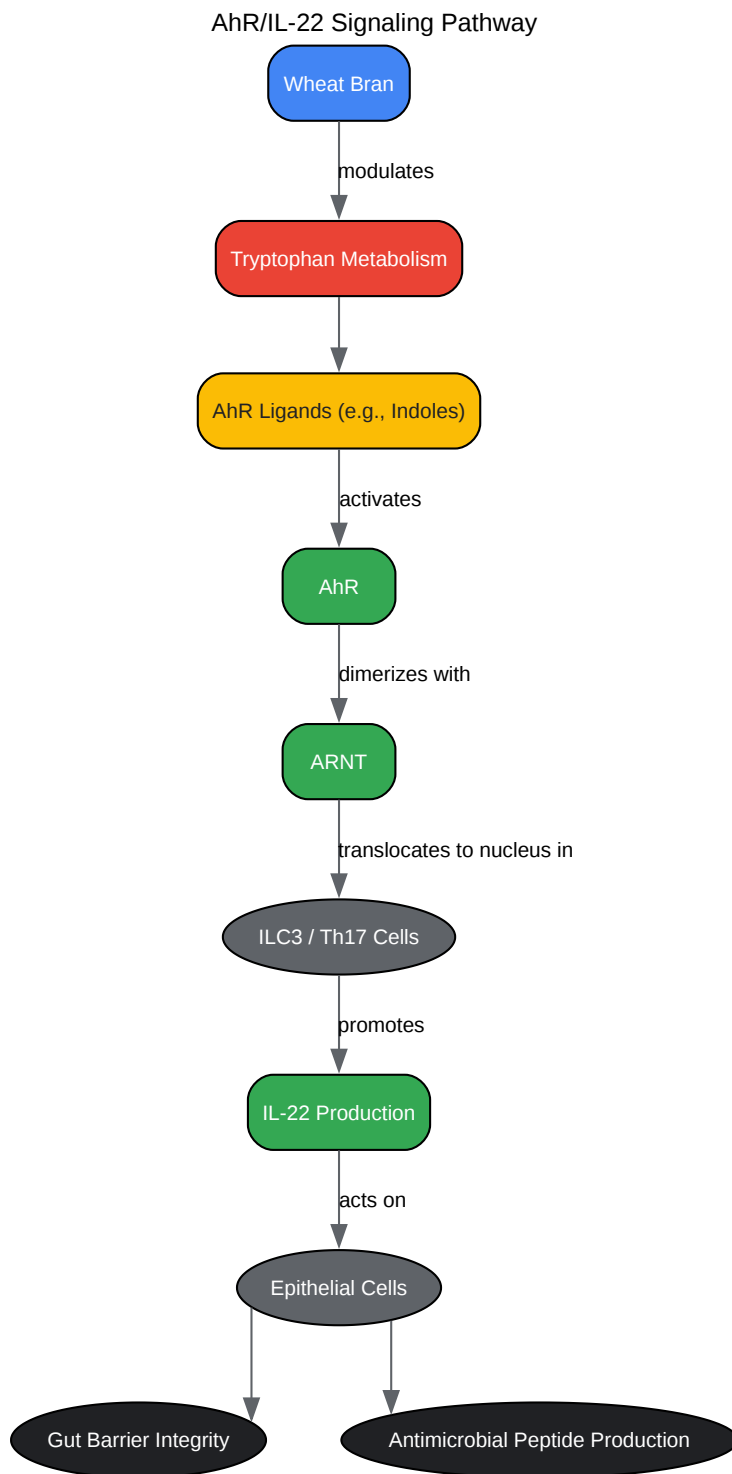 AhR/IL-22 Signaling Pathway
Wheat Bran
modulates
Tryptophan Metabolism
AhR Ligands (e.g., Indoles)
activates
AhR
dimerizes with
ARNT
translocates to nucleus in
ILC3 / Th17 Cells
promotes
IL-22 Production
acts on
Epithelial Cells
Gut Barrier Integrity
Antimicrobial Peptide Production